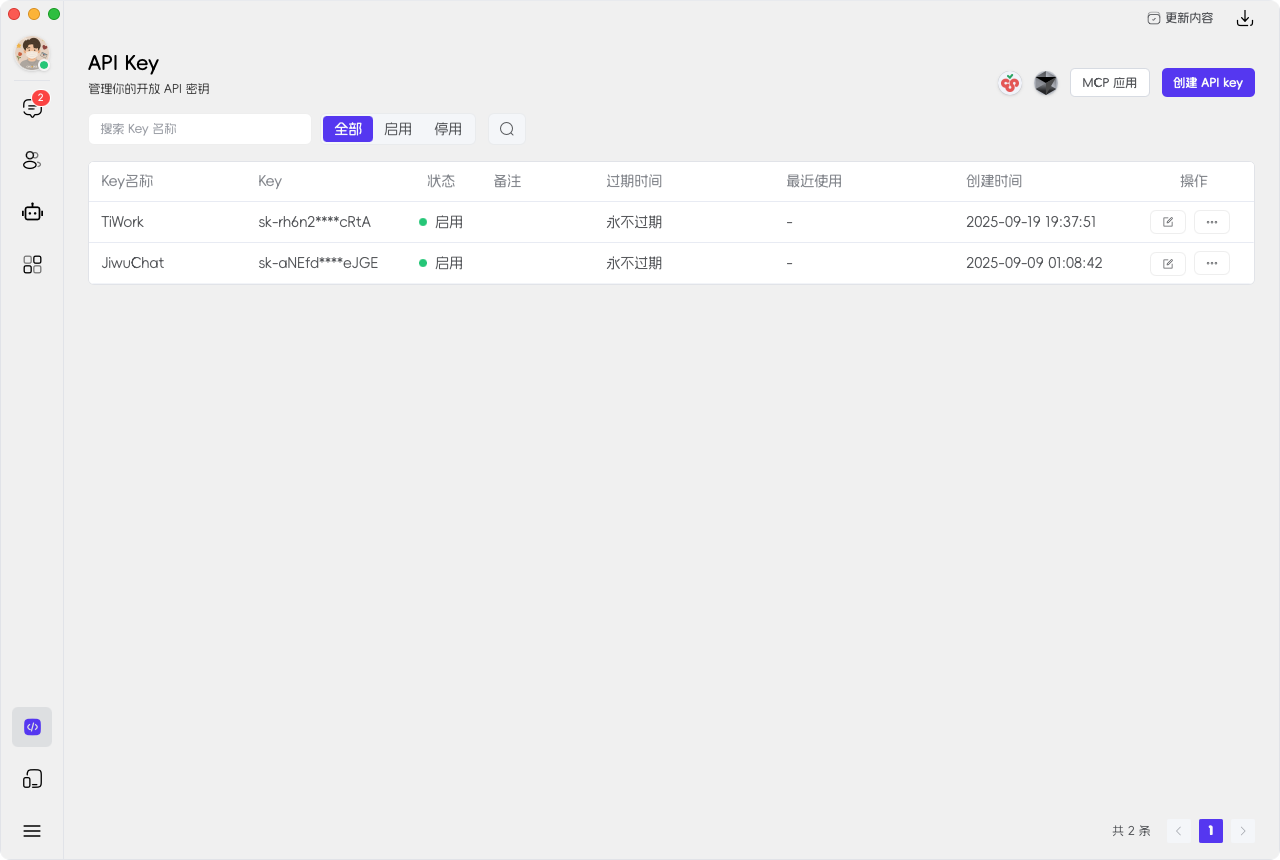 更新内容
API Key
管理你的开放 API 密钥
MCP 应用
创建 API key
2
搜索 Key 名称
全部 启用 停用
Key名称 Key 状态 备注 过期时间 最近使用 创建时间 操作
TiWork sk-rh6n2****cRtA 启用 永不过期 - 2025-09-19 19:37:51
JiwuChat sk-aNEfd****eJGE 启用 永不过期 - 2025-09-09 01:08:42
共 2 条
1